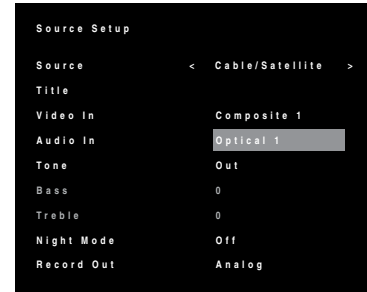 Source Setup
Source < Cable/Satellite >
Title
Video In Composite 1
Audio In Optical 1
Tone Out
Bass 0
Treble 0
Night Mode Off
Record Out Analog